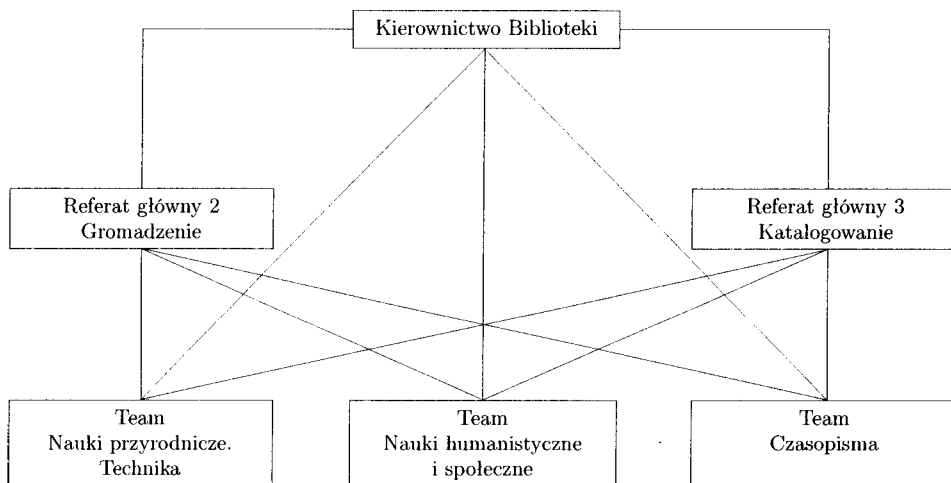 Kierownictwo Biblioteki
Referat główny 2
Gromadzenie
Referat główny 3
Katalogowanie
Team
Nauki przyrodnicze.
Technika
Team
Nauki humanistyczne
i społeczne
Team
Czasopisma